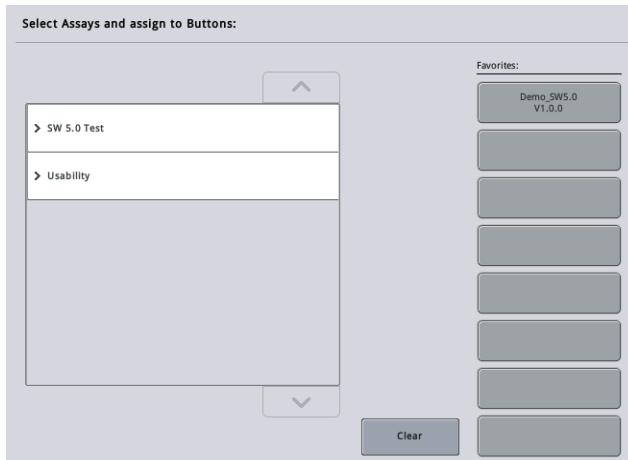 Select Assays and assign to Buttons:
Favorites:
Demo_SW5.0
V1.0.0
SW 5.0 Test
Usability
Clear